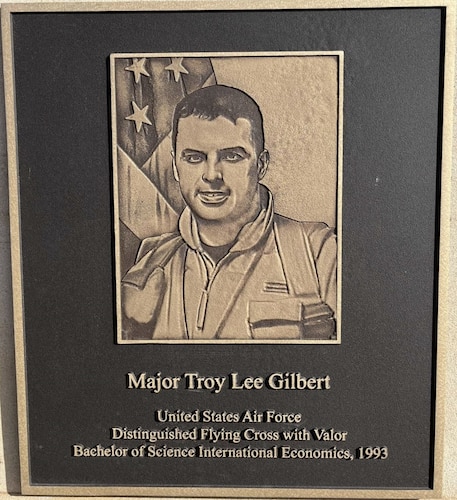 Major Troy Lee Gilbert
United States Air Force
Distinguished Flying Cross with Valor
Bachelor of Science International Economics, 1993